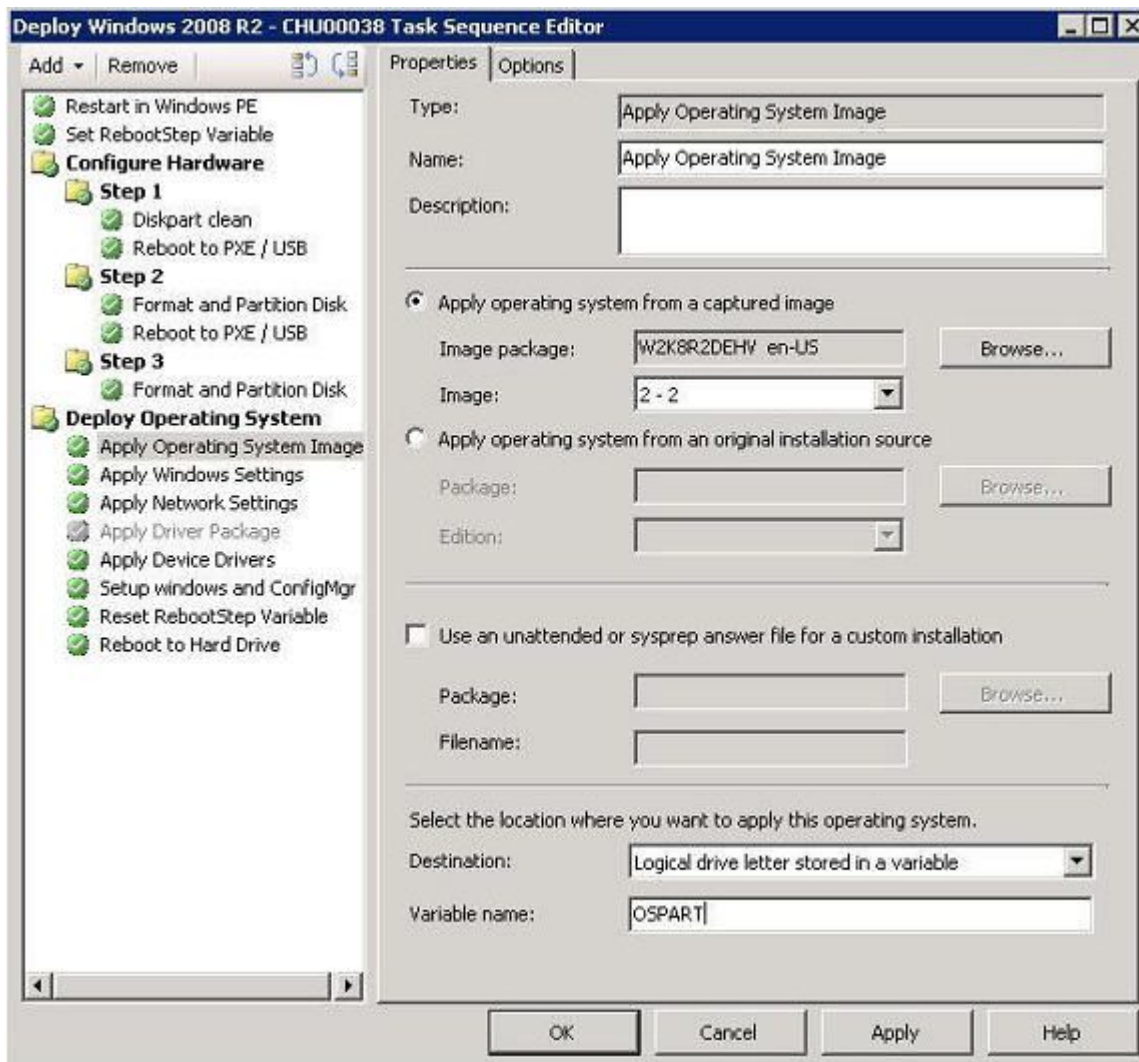 Deploy Windows 2008 R2 - CHU00038 Task Sequence Editor
Add Remove
Restart in Windows PE
Set RebootStep Variable
Configure Hardware
Step 1
Diskpart clean
Reboot to PXE / USB
Step 2
Format and Partition Disk
Reboot to PXE / USB
Step 3
Format and Partition Disk
Deploy Operating System
Apply Operating System Image
Apply Windows Settings
Apply Network Settings
Apply Driver Package
Apply Device Drivers
Setup windows and ConfigMgr
Reset RebootStep Variable
Reboot to Hard Drive
Properties Options
Type: Apply Operating System Image
Name: Apply Operating System Image
Description:
Apply operating system from a captured image
Image package: W2K8R2DEHV en-US Browse...
Image: 2 - 2
Apply operating system from an original installation source
Package: Browse...
Edition:
Use an unattended or sysprep answer file for a custom installation
Package: Browse...
Filename:
Select the location where you want to apply this operating system.
Destination: Logical drive letter stored in a variable
Variable name: OSPART
OK Cancel Apply Help